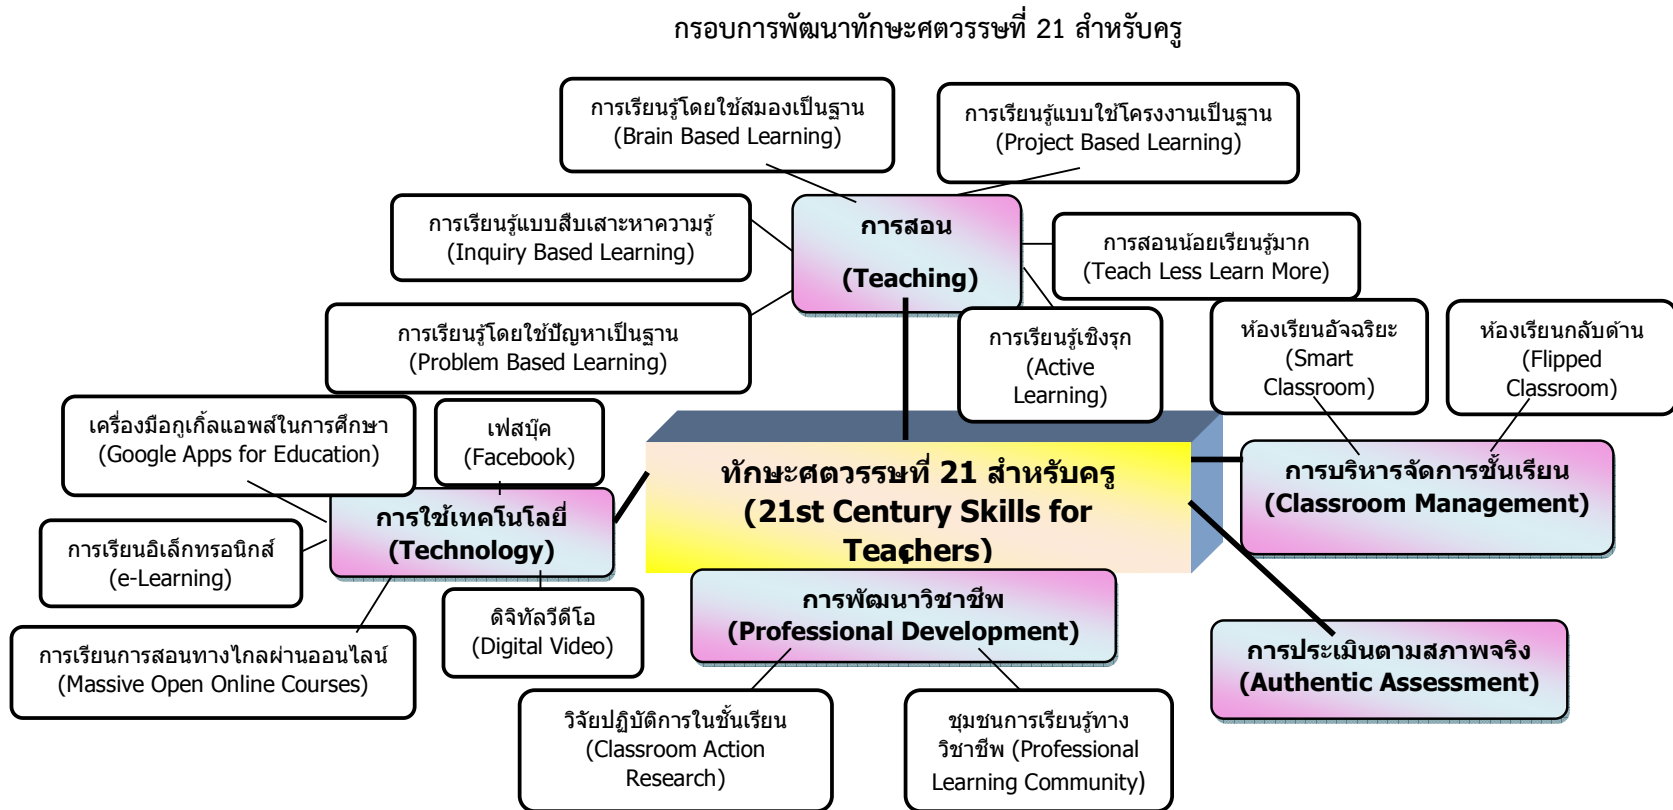 กรอบการพัฒนาทักษะศตวรรษที่ 21 สำหรับครู
การเรียนรู้โดยใช้สมองเป็นฐาน
(Brain Based Learning)
การเรียนรู้แบบใช้โครงงานเป็นฐาน
(Project Based Learning)
การเรียนรู้แบบสืบเสาะหาความรู้
(Inquiry Based Learning)
การสอน
(Teaching)
การสอนน้อยเรียนรู้มาก
(Teach Less Learn More)
การเรียนรู้โดยใช้ปัญหาเป็นฐาน
(Problem Based Learning)
การเรียนรู้เชิงรุก
(Active
Learning)
ห้องเรียนอัจฉริยะ
(Smart
Classroom)
ห้องเรียนกลับด้าน
(Flipped
Classroom)
เครื่องมือกูเกิ้ลแอพส์ในการศึกษา
(Google Apps for Education)
เฟสบุ๊ค
(Facebook)
ทักษะศตวรรษที่ 21 สำหรับครู
(21st Century Skills for
Teachers)
การบริหารจัดการชั้นเรียน
(Classroom Management)
การใช้เทคโนโลยี่
(Technology)
การเรียนอิเล็กทรอนิกส์
(e-Learning)
ดิจิทัลวีดีโอ
(Digital Video)
การพัฒนาวิชาชีพ
(Professional Development)
การเรียนการสอนทางไกลผ่านออนไลน์
(Massive Open Online Courses)
การประเมินตามสภาพจริง
(Authentic Assessment)
วิจัยปฏิบัติการในชั้นเรียน
(Classroom Action
Research)
ชุมชนการเรียนรู้ทาง
วิชาชีพ (Professional
Learning Community)